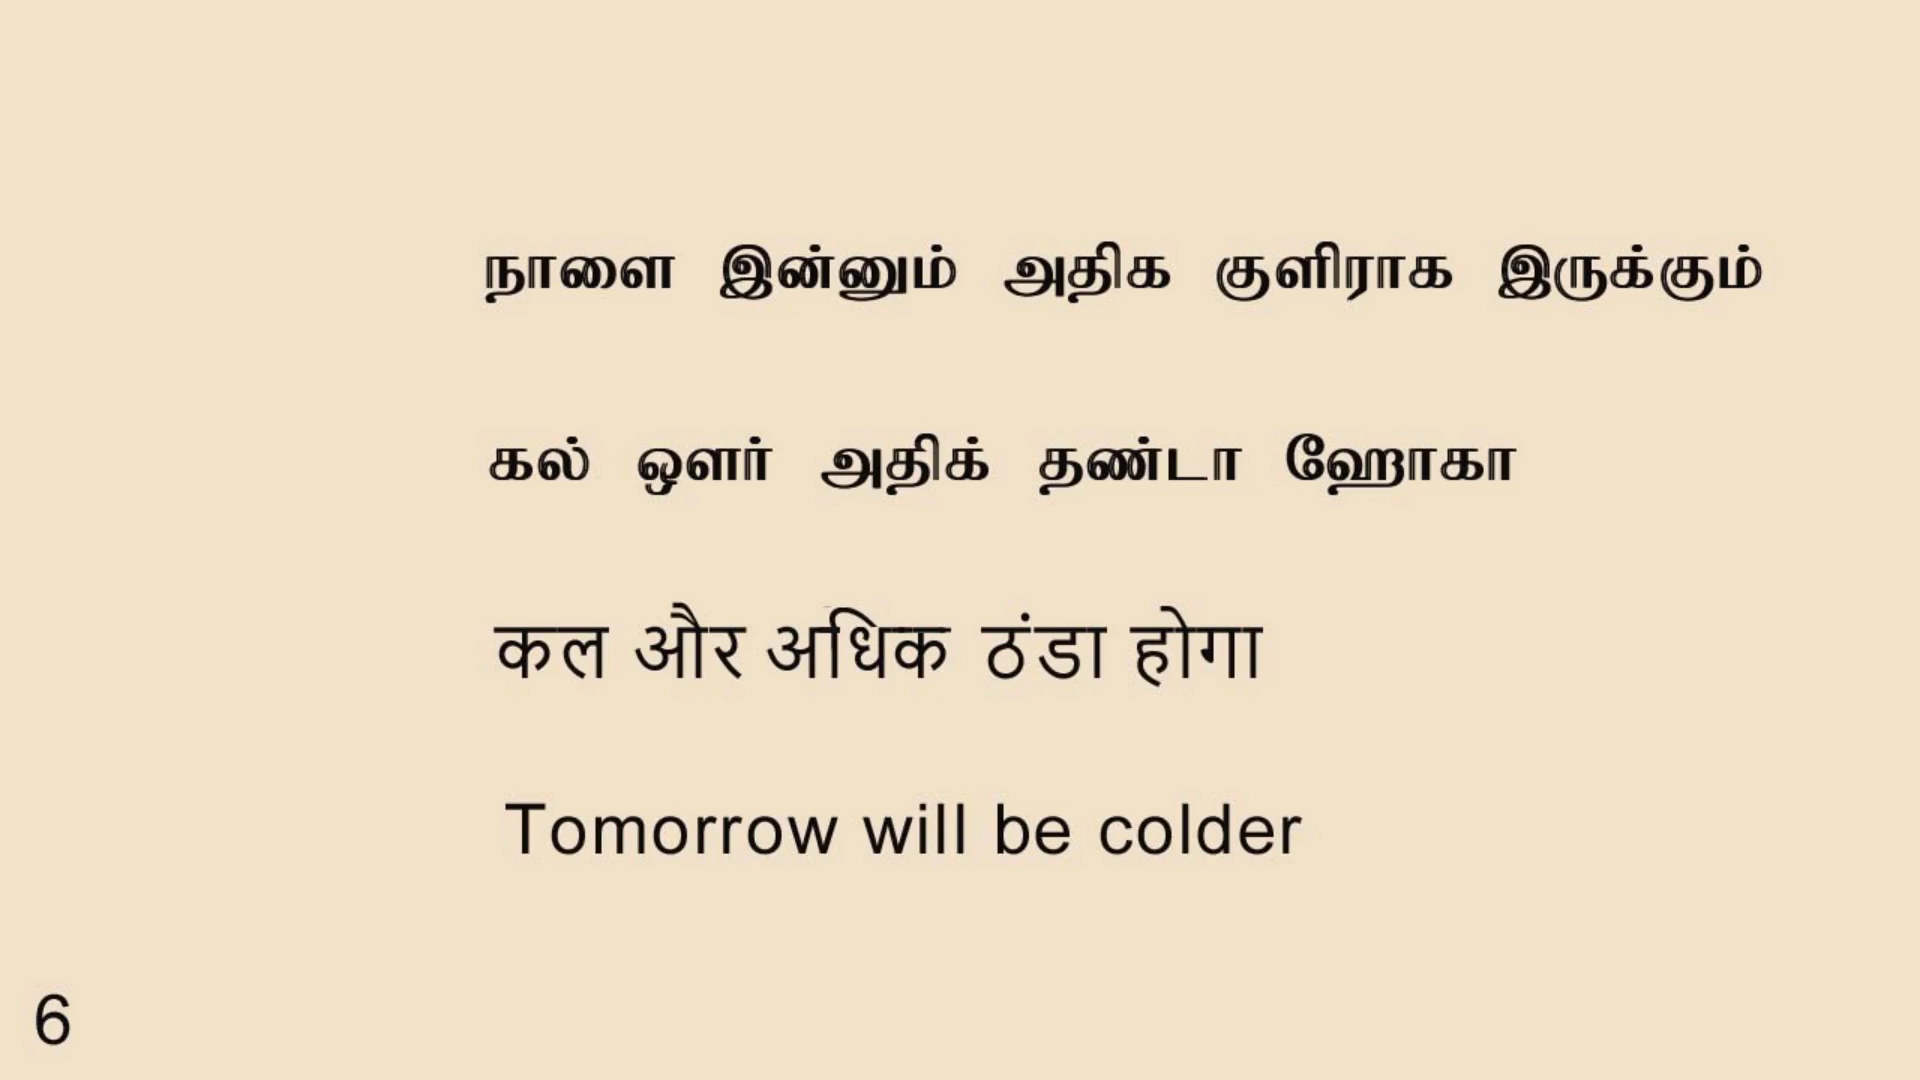 நாளை இன்னும் அதிக குளிராக இருக்கும்
கல் ஔர் அதிக் தண்டா ஹோகா
कल और अधिक ठंडा होगा
Tomorrow will be colder
6